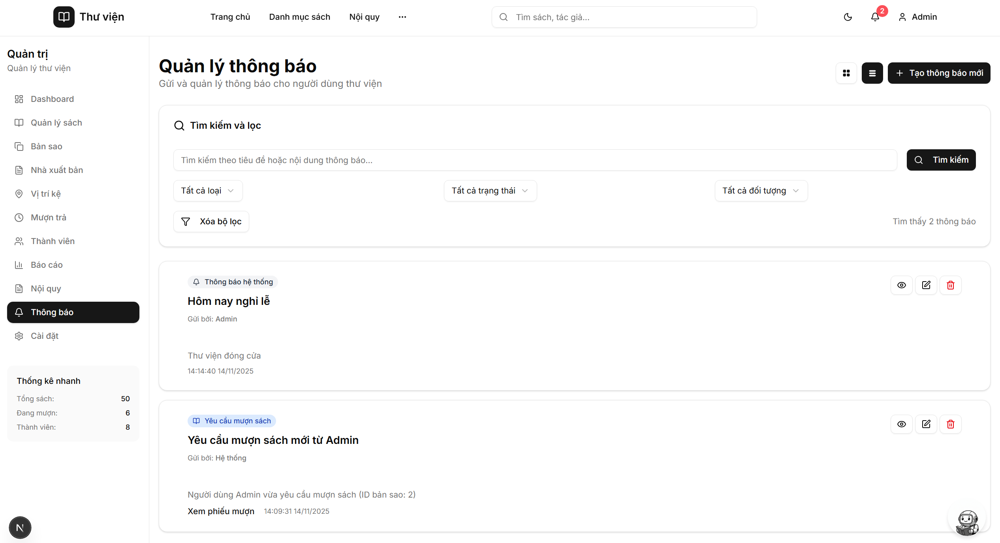 Thư viện
Trang chủ
Danh mục sách
Nội quy
Tìm sách, tác giả...
2
Admin
Quản trị
Quản lý thư viện
Dashboard
Quản lý sách
Bản sao
Nhà xuất bản
Vị trí kệ
Mượn trả
Thành viên
Báo cáo
Nội quy
Thông báo
Cài đặt
Thống kê nhanh
Tổng sách: 50
Đang mượn: 6
Thành viên: 8
N
Quản lý thông báo
Gửi và quản lý thông báo cho người dùng thư viện
Tạo thông báo mới
Tìm kiếm và lọc
Tìm kiếm theo tiêu đề hoặc nội dung thông báo...
Tìm kiếm
Tất cả loại
Tất cả trạng thái
Tất cả đối tượng
Xóa bộ lọc
Tìm thấy 2 thông báo
Thông báo hệ thống
Hôm nay nghỉ lễ
Gửi bởi: Admin
Thư viện đóng cửa
14:14:40 14/11/2025
Yêu cầu mượn sách
Yêu cầu mượn sách mới từ Admin
Gửi bởi: Hệ thống
Người dùng Admin vừa yêu cầu mượn sách (ID bản sao: 2)
Xem phiếu mượn 14:09:31 14/11/2025